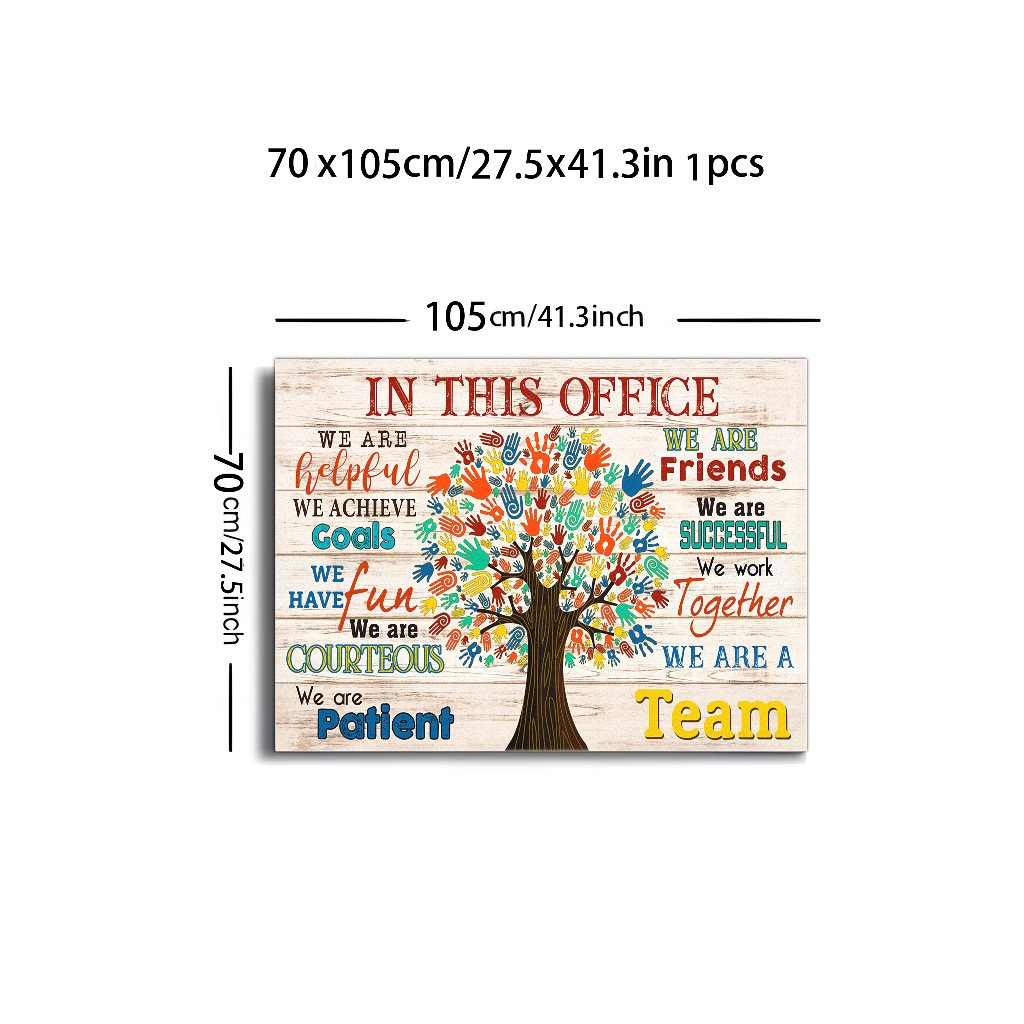 70 x105cm/27.5x41.3in 1pcs
105cm/41.3inch
70cm/27.5inch
IN THIS OFFICE
WE ARE
helpful
WE ACHIEVE
Goals
WE
HAVE fun
We are
COURTEOUS
We are
Patient
WE ARE
Friends
We are
SUCCESSFUL
We work
Together
WE ARE A
Team